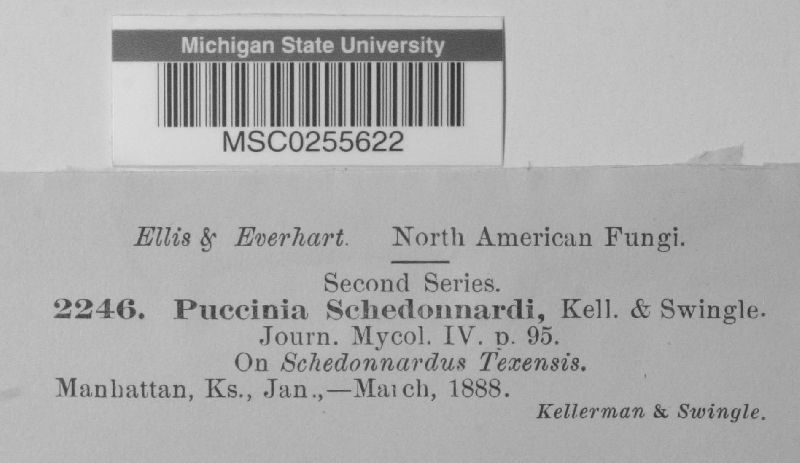 Michigan State University
MSC0255622
Ellis & Everhart. North American Fungi.
Second Series.
2246. Puccinia Schedonnardi, Kell. & Swingle.
Journ. Mycol. IV. p. 95.
On Schedonnardus Texensis.
Manhattan, Ks., Jan.,—March, 1888.
Kellerman & Swingle.